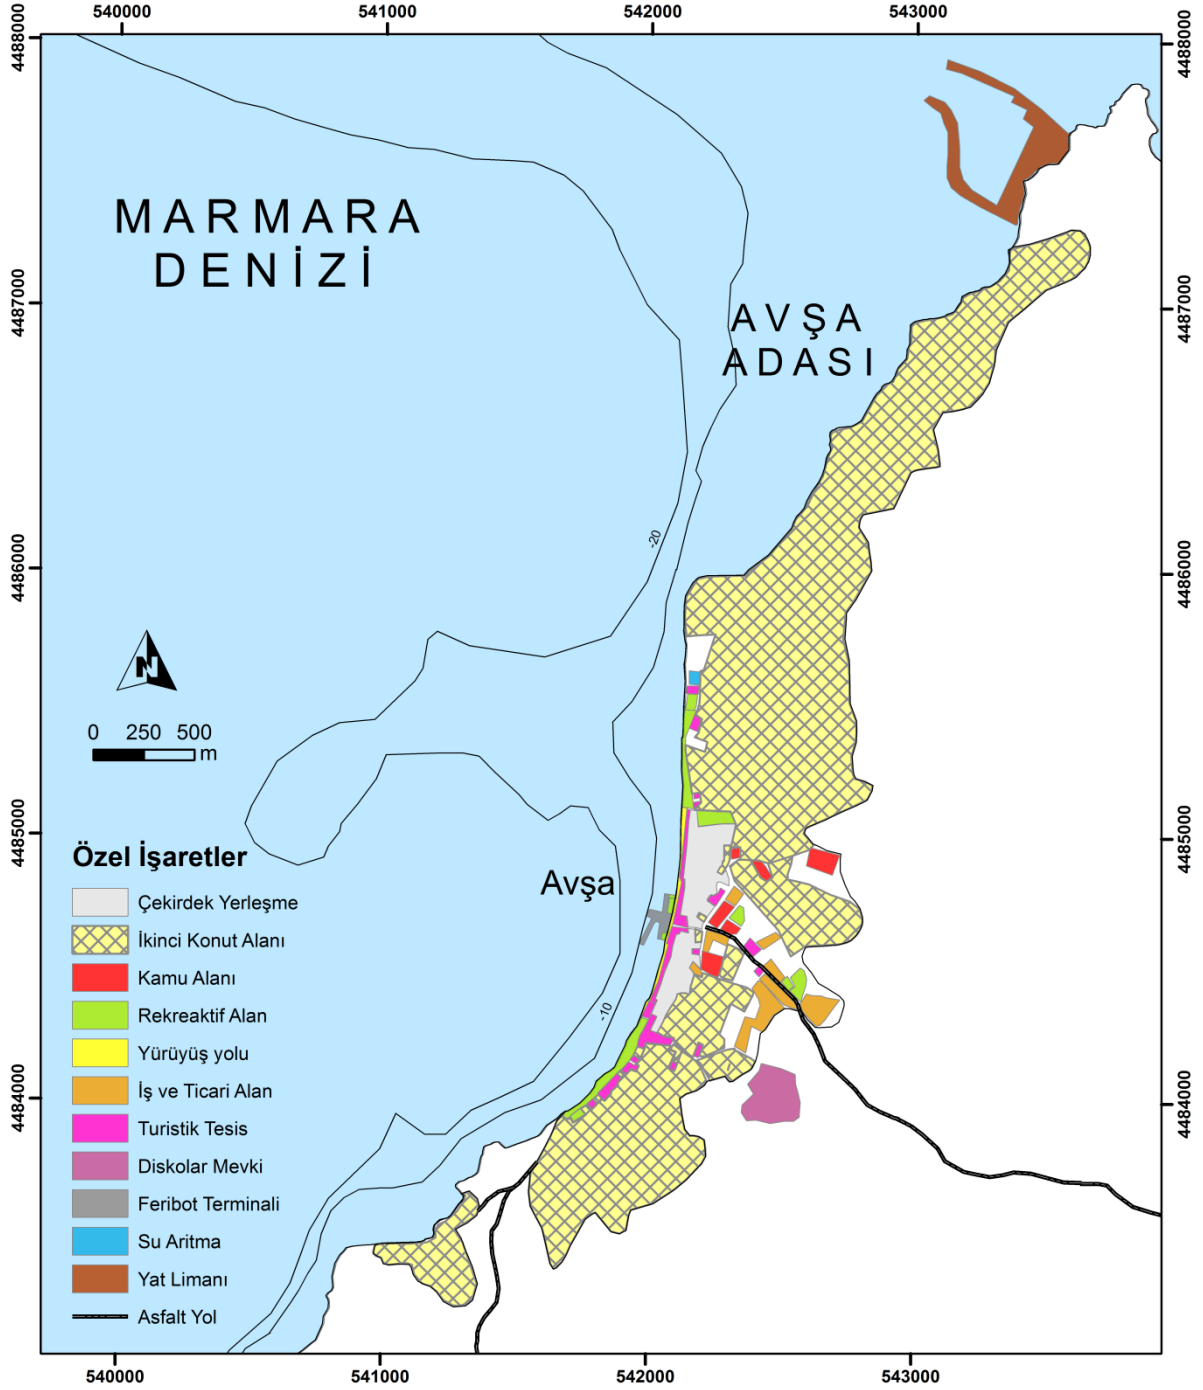 540000
541000
542000
543000
4488000
4488000
MARMARA
DENİZİ
4487000
4487000
AVŞA
ADASI
-20
4486000
4486000
N
0 250 500
m
4485000
4485000
Avşa
Özel İşaretler
Çekirdek Yerleşme
İkinci Konut Alanı
Kamu Alanı
Rekreaktif Alan
Yürüyüş yolu
İş ve Ticari Alan
Turistik Tesis
Diskolar Mevki
Feribot Terminali
Su Aritma
Yat Limanı
Asfalt Yol
-10
4484000
4484000
540000
541000
542000
543000